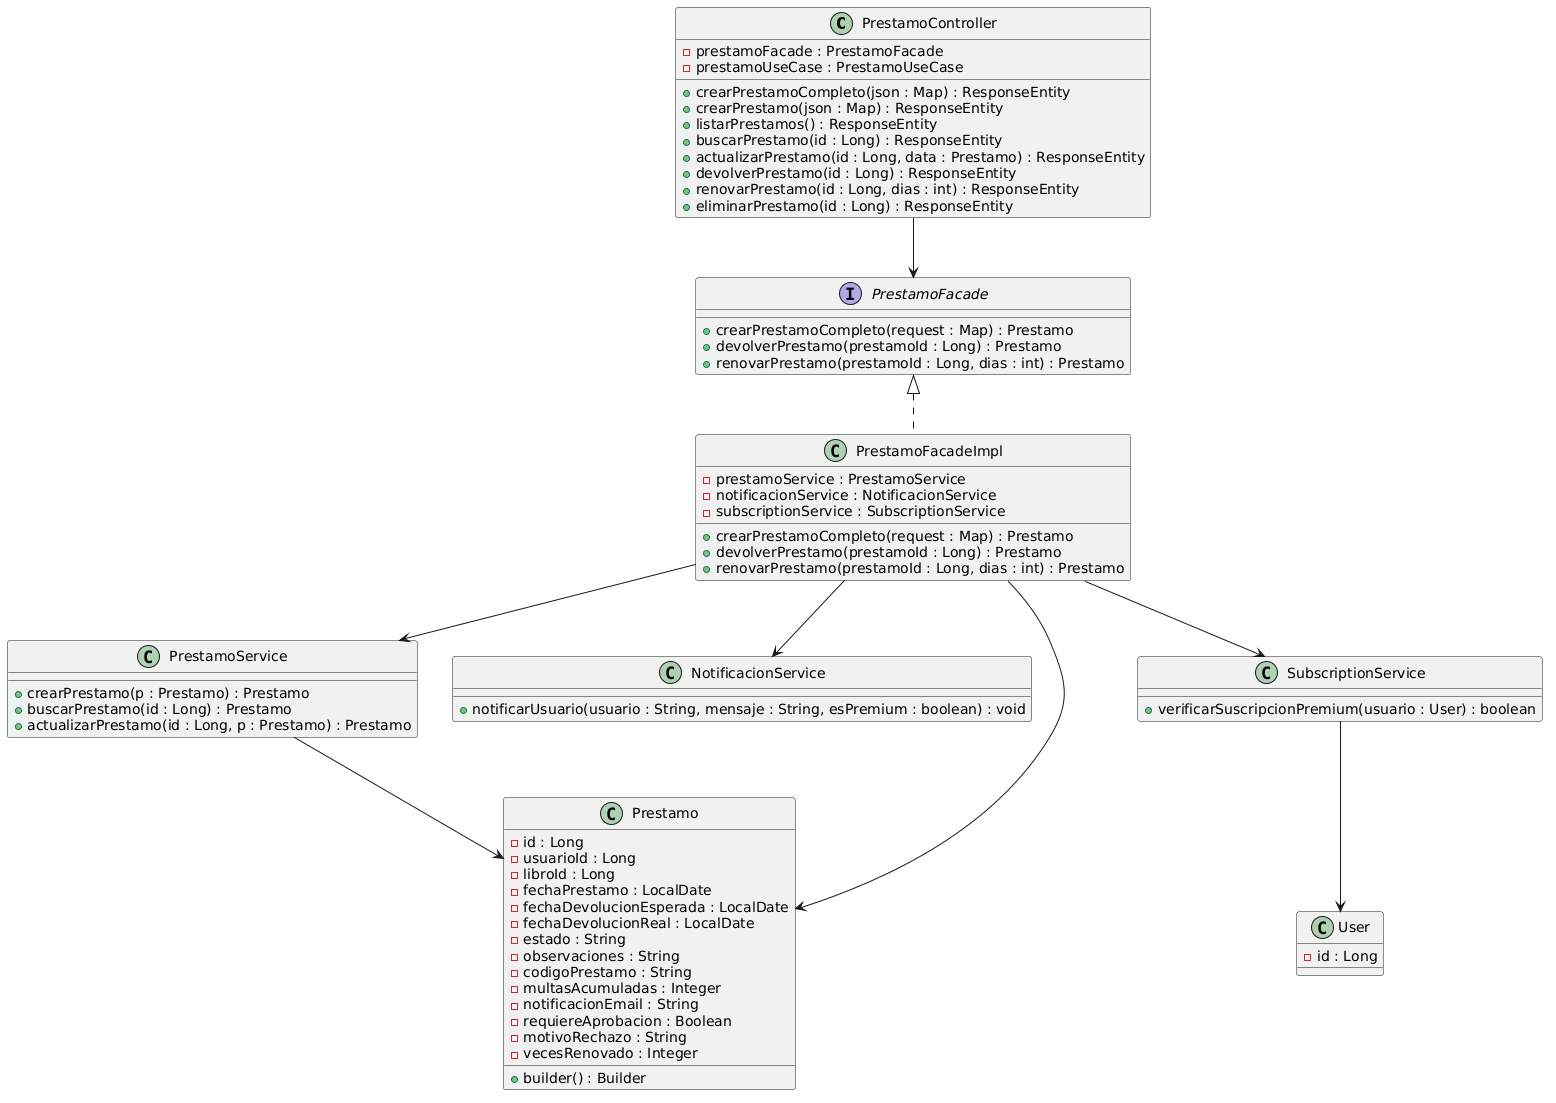 C PrestamoController
prestamoFacade : PrestamoFacade
prestamoUseCase : PrestamoUseCase
crearPrestamoCompleto(json : Map) : ResponseEntity
crearPrestamo(json : Map) : ResponseEntity
listarPrestamos() : ResponseEntity
buscarPrestamo(id : Long) : ResponseEntity
actualizarPrestamo(id : Long, data : Prestamo) : ResponseEntity
devolverPrestamo(id : Long) : ResponseEntity
renovarPrestamo(id : Long, dias : int) : ResponseEntity
eliminarPrestamo(id : Long) : ResponseEntity
I PrestamoFacade
crearPrestamoCompleto(request : Map) : Prestamo
devolverPrestamo(prestamoId : Long) : Prestamo
renovarPrestamo(prestamoId : Long, dias : int) : Prestamo
C PrestamoFacadeImpl
prestamoService : PrestamoService
notificacionService : NotificacionService
subscriptionService : SubscriptionService
crearPrestamoCompleto(request : Map) : Prestamo
devolverPrestamo(prestamoId : Long) : Prestamo
renovarPrestamo(prestamoId : Long, dias : int) : Prestamo
C PrestamoService
crearPrestamo(p : Prestamo) : Prestamo
buscarPrestamo(id : Long) : Prestamo
actualizarPrestamo(id : Long, p : Prestamo) : Prestamo
C NotificacionService
notificarUsuario(usuario : String, mensaje : String, esPremium : boolean) : void
C SubscriptionService
verificarSuscripcionPremium(usuario : User) : boolean
C Prestamo
id : Long
usuarioId : Long
libroId : Long
fechaPrestamo : LocalDate
fechaDevolucionEsperada : LocalDate
fechaDevolucionReal : LocalDate
estado : String
observaciones : String
codigoPrestamo : String
multasAcumuladas : Integer
notificacionEmail : String
requiereAprobacion : Boolean
motivoRechazo : String
vecesRenovado : Integer
builder() : Builder
C User
id : Long